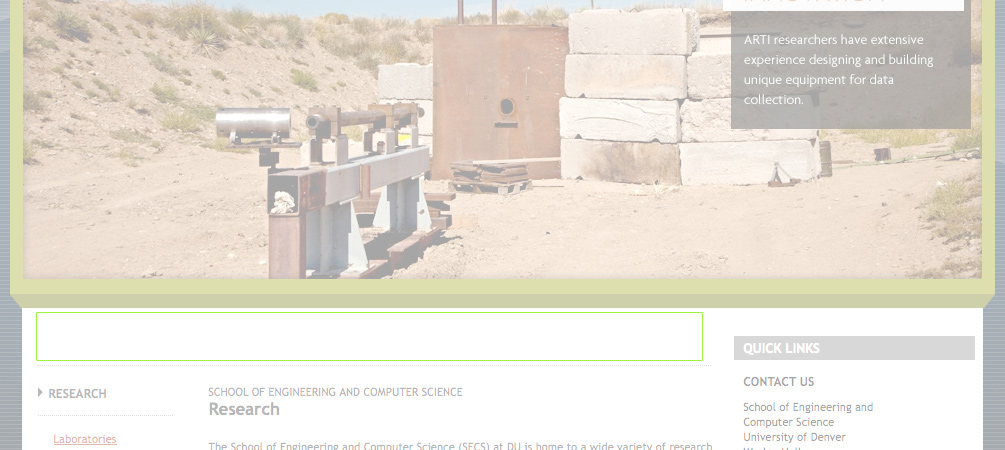 ARTI researchers have extensive
experience designing and building
unique equipment for data
collection.
QUICK LINKS
RESEARCH
SCHOOL OF ENGINEERING AND COMPUTER SCIENCE
Research
CONTACT US
School of Engineering and
Computer Science
University of Denver
Laboratories
The School of Engineering and Computer Science (SECS) at DU is home to a wide variety of research